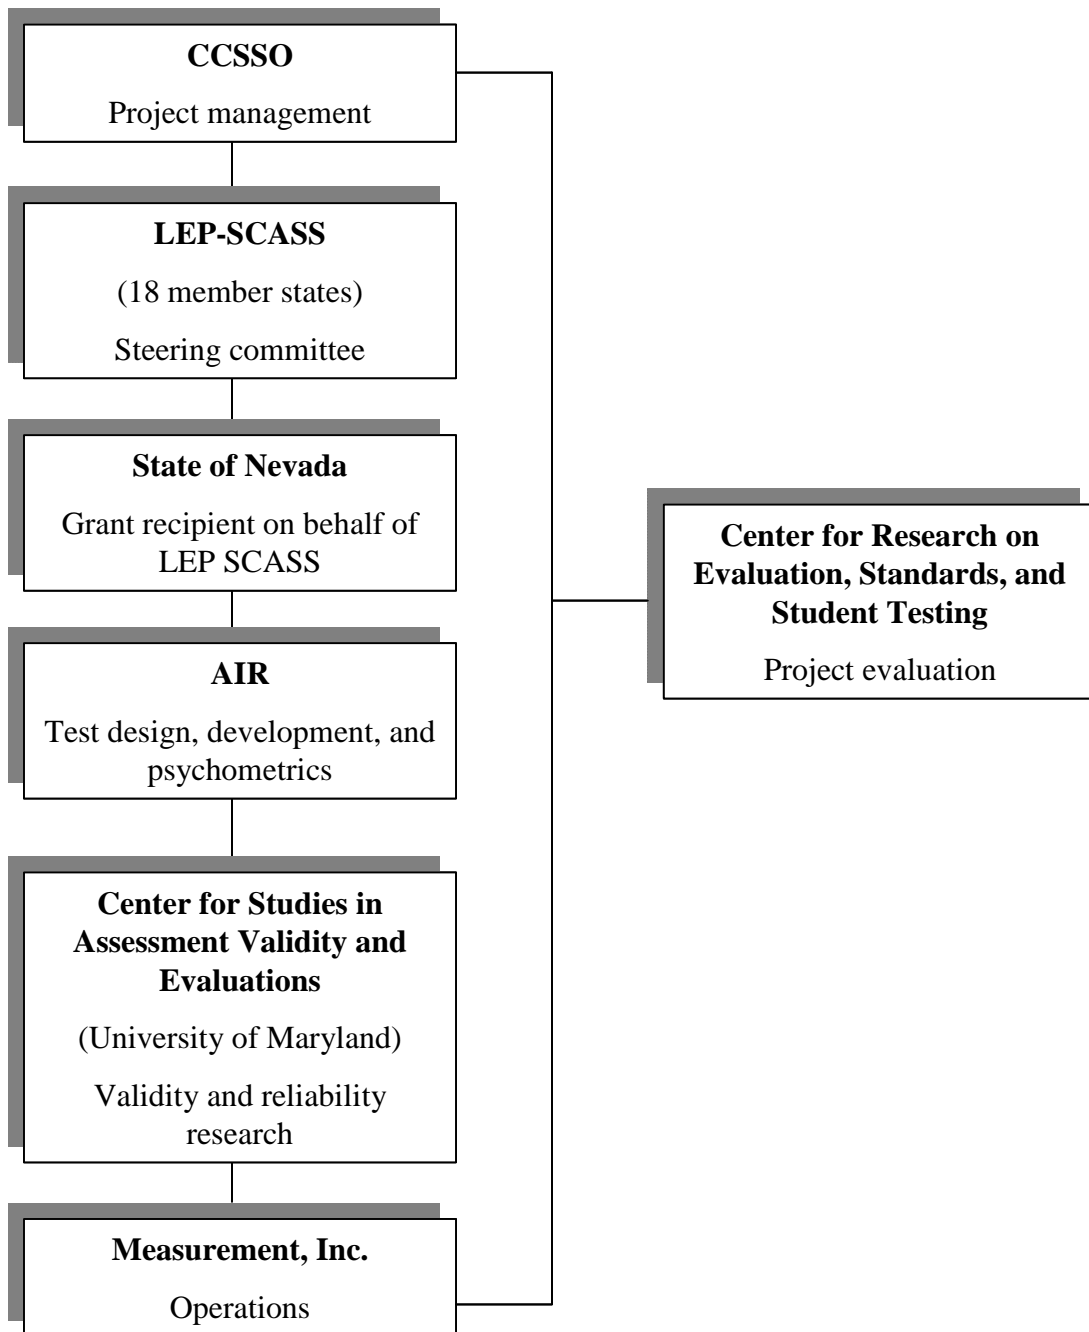 CCSSO
Project management
LEP-SCASS
(18 member states)
Steering committee
State of Nevada
Grant recipient on behalf of
LEP SCASS
AIR
Test design, development, and
psychometrics
Center for Studies in
Assessment Validity and
Evaluations
(University of Maryland)
Validity and reliability
research
Measurement, Inc.
Operations
Center for Research on
Evaluation, Standards, and
Student Testing
Project evaluation